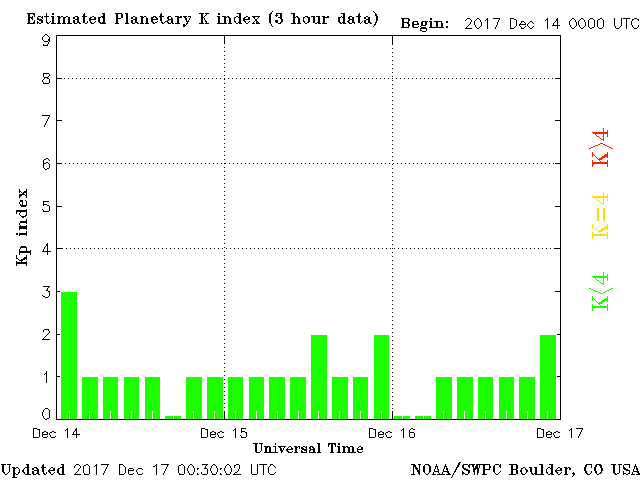 Estimated Planetary K index (3 hour data) Begin: 2017 Dec 14 0000 UTC
9
8
7
6
5
4
3
2
1
0
Kp index
K>4
K=4
K<4
Dec 14 Dec 15 Dec 16 Dec 17
Universal Time
Updated 2017 Dec 17 00:30:02 UTC NOAA/SWPC Boulder, CO USA